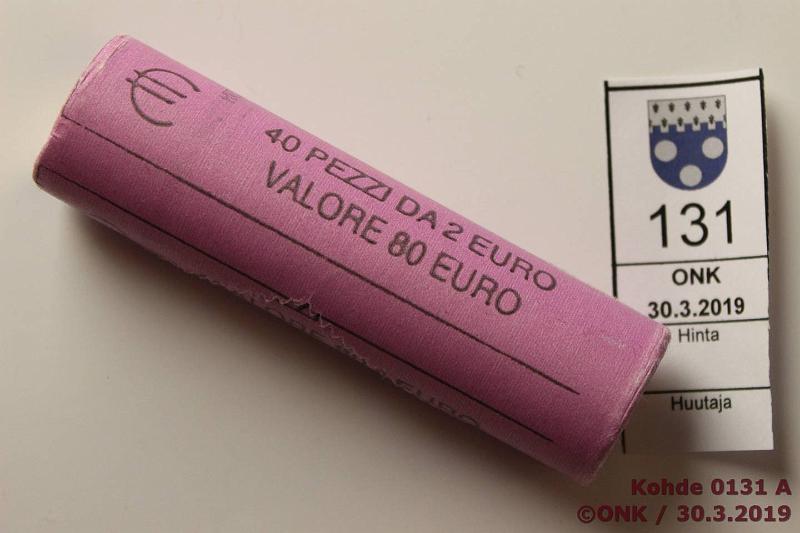 €
40 PEZZI DA 2 EURO
VALORE 80 EURO
EURO
131
ONK
30.3.2019
Hinta
Huutaja
Kohde 0131 A
©ONK / 30.3.2019